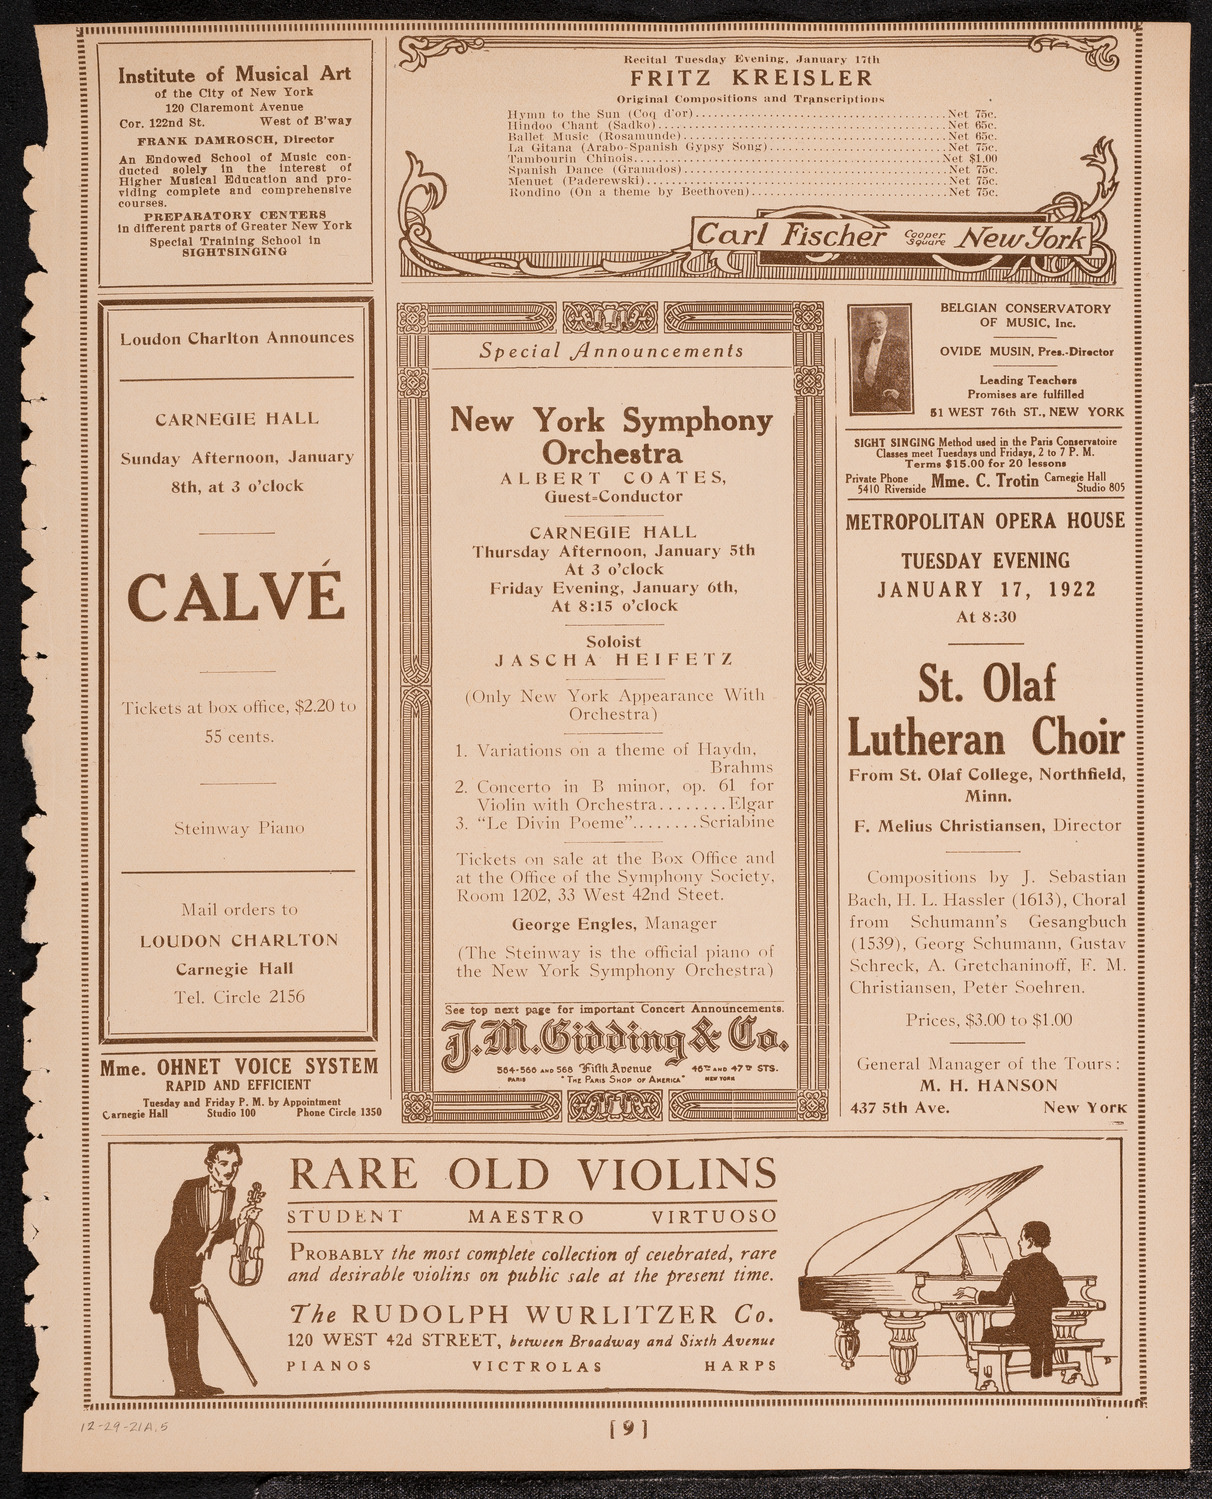 Institute of Musical Art
of the City of New York
120 Claremont Avenue
Cor. 122nd St. West of B'way
FRANK DAMROSCH, Director
An Endowed School of Music con-
ducted solely in the interest of
Higher Musical Education and pro-
viding complete and comprehensive
courses.
PREPARATORY CENTERS
in different parts of Greater New York
Special Training School in
SIGHTSINGING
Recital Tuesday Evening, January 17th
FRITZ KREISLER
Original Compositions and Transcriptions
Hymn to the Sun (Coq d'or)..............................Net 75c.
Hindoo Chant (Sadko)..............................Net 65c.
Ballet Music (Rosamunde)..............................Net 65c.
La Gitana (Arabo-Spanish Gypsy Song)..............................Net 75c.
Tambourin Chinois..............................Net $1.00
Spanish Dance (Granados)..............................Net 75c.
Menuet (Paderewski)..............................Net 75c.
Rondino (On a theme by Beethoven)..............................Net 75c.
Carl Fischer Cooper Square New York
Loudon Charlton Announces
CARNEGIE HALL
Sunday Afternoon, January
8th, at 3 o'clock
CALVÉ
Tickets at box office, $2.20 to
55 cents.
Steinway Piano
Mail orders to
LOUDON CHARLTON
Carnegie Hall
Tel. Circle 2156
Mme. OHNET VOICE SYSTEM
RAPID AND EFFICIENT
Tuesday and Friday P. M. by Appointment
Carnegie Hall Studio 100 Phone Circle 1350
Special Announcements
New York Symphony
Orchestra
ALBERT COATES,
Guest-Conductor
CARNEGIE HALL
Thursday Afternoon, January 5th
At 3 o'clock
Friday Evening, January 6th,
At 8:15 o'clock
Soloist
JASCHA HEIFETZ
(Only New York Appearance With
Orchestra)
1. Variations on a theme of Haydn,
Brahms
2. Concerto in B minor, op. 61 for
Violin with Orchestra........Elgar
3. "Le Divin Poeme"........Scriabine
Tickets on sale at the Box Office and
at the Office of the Symphony Society,
Room 1202, 33 West 42nd Steet.
George Engles, Manager
(The Steinway is the official piano of
the New York Symphony Orchestra)
See top next page for important Concert Announcements.
J. M. Gidding & Co.
564-566 AND 568 Fifth Avenue 46TH AND 47TH STS.
PARIS "THE PARIS SHOP OF AMERICA" NEW YORK
BELGIAN CONSERVATORY
OF MUSIC, Inc.
OVIDE MUSIN, Pres.-Director
Leading Teachers
Promises are fulfilled
51 WEST 76th ST., NEW YORK
SIGHT SINGING Method used in the Paris Conservatoire
Classes meet Tuesdays und Fridays, 2 to 7 P. M.
Terms $15.00 for 20 lessons
Private Phone 5410 Riverside Mme. C. Trotin Carnegie Hall Studio 805
METROPOLITAN OPERA HOUSE
TUESDAY EVENING
JANUARY 17, 1922
At 8:30
St. Olaf
Lutheran Choir
From St. Olaf College, Northfield,
Minn.
F. Melius Christiansen, Director
Compositions by J. Sebastian
Bach, H. L. Hassler (1613), Choral
from Schumann's Gesangbuch
(1539), Georg Schumann, Gustav
Schreck, A. Gretchaninoff, F. M.
Christiansen, Peter Soehren.
Prices, $3.00 to $1.00
General Manager of the Tours:
M. H. HANSON
437 5th Ave. New York
RARE OLD VIOLINS
STUDENT MAESTRO VIRTUOSO
PROBABLY the most complete collection of celebrated, rare
and desirable violins on public sale at the present time.
The RUDOLPH WURLITZER Co.
120 WEST 42d STREET, between Broadway and Sixth Avenue
PIANOS VICTROLAS HARPS
12-29-21A.5
[ 9 ]